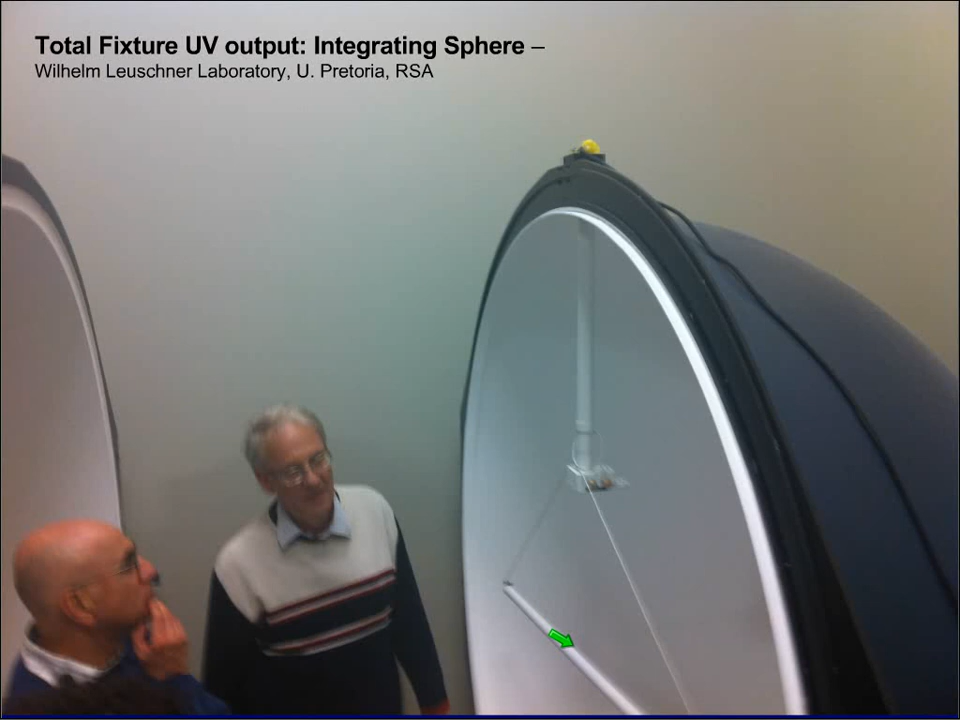 Total Fixture UV output: Integrating Sphere –
Wilhelm Leuschner Laboratory, U. Pretoria, RSA